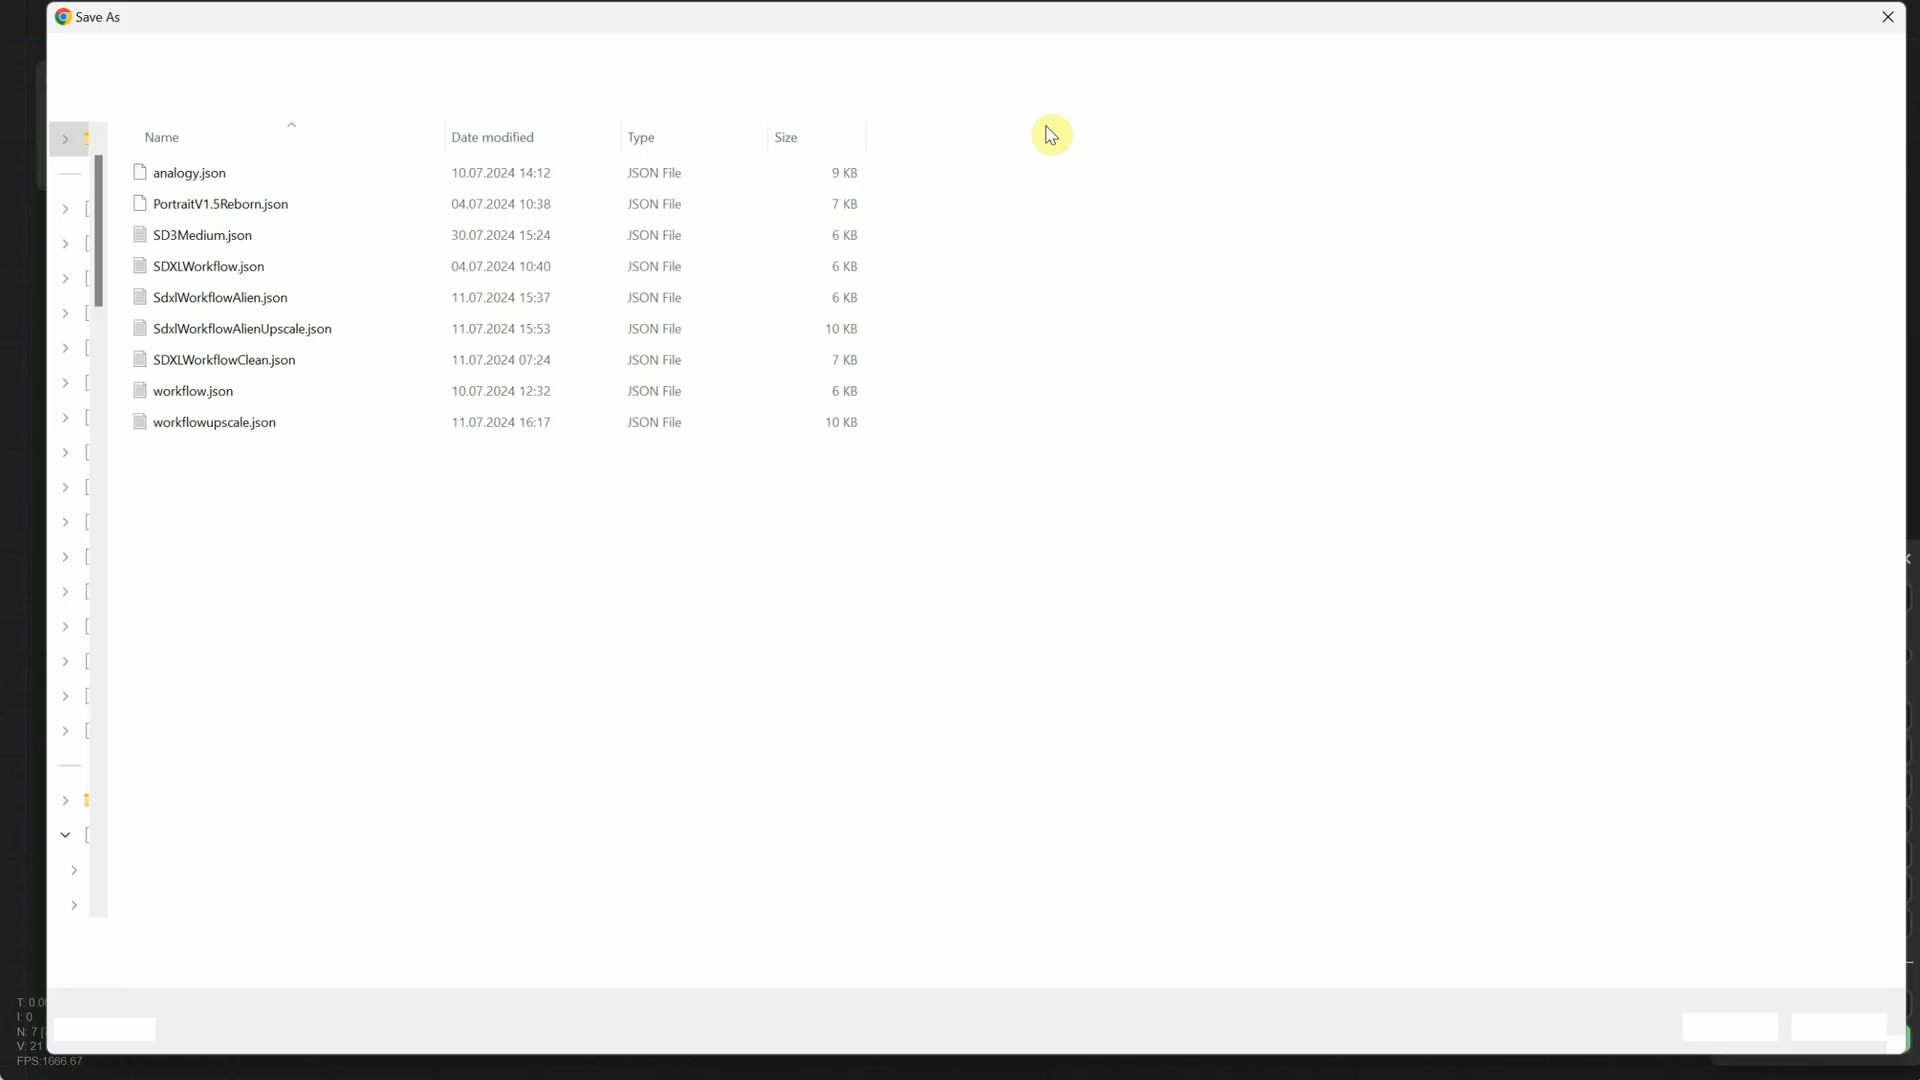 Save As
Name Date modified Type Size
analogy.json 10.07.2024 14:12 JSON File 9 KB
PortraitV1.5Reborn.json 04.07.2024 10:38 JSON File 7 KB
SD3Medium.json 30.07.2024 15:24 JSON File 6 KB
SDXLWorkflow.json 04.07.2024 10:40 JSON File 6 KB
SdxlWorkflowAlien.json 11.07.2024 15:37 JSON File 6 KB
SdxlWorkflowAlienUpscale.json 11.07.2024 15:53 JSON File 10 KB
SDXLWorkflowClean.json 11.07.2024 07:24 JSON File 7 KB
workflow.json 10.07.2024 12:32 JSON File 6 KB
workflowupscale.json 11.07.2024 16:17 JSON File 10 KB
T: 0.00
I: 0
N: 7 [
V: 21
FPS:1666.67